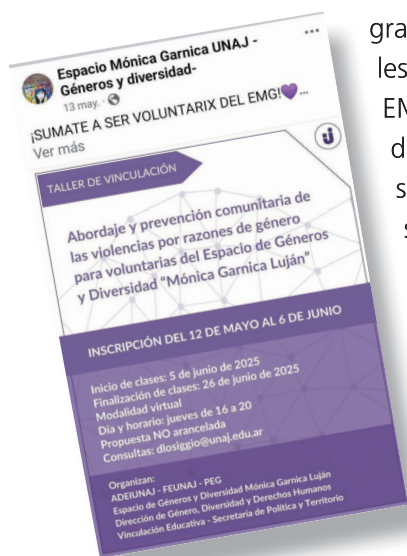 Espacio Mónica Garnica UNAJ -
Géneros y diversidad-
13 may.
¡SUMATE A SER VOLUNTARIX DEL EMG!💜...
Ver más
TALLER DE VINCULACIÓN
Abordaje y prevención comunitaria de
las violencias por razones de género
para voluntarias del Espacio de Géneros
y Diversidad "Mónica Garnica Luján"
INSCRIPCIÓN DEL 12 DE MAYO AL 6 DE JUNIO
Inicio de clases: 5 de junio de 2025
Finalización de clases: 26 de junio de 2025
Modalidad virtual
Día y horario: jueves de 16 a 20
Propuesta NO arancelada
Consultas: dlosiggio@unaj.edu.ar
Organizan:
ADEIUNAJ - FEUNAJ - PEG
Espacio de Géneros y Diversidad Mónica Garnica Luján
Dirección de Género, Diversidad y Derechos Humanos
Vinculación Educativa - Secretaria de Política y Territorio
gra
les
EM
d
s
s